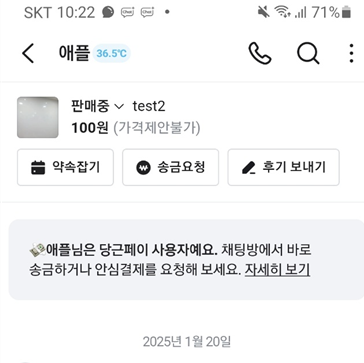 SKT 10:22 71%
애플 36.5℃
판매중 test2
100원 (가격제안불가)
약속잡기 송금요청 후기 보내기
애플님은 당근페이 사용자예요. 채팅방에서 바로
송금하거나 안심결제를 요청해 보세요. 자세히 보기
2025년 1월 20일